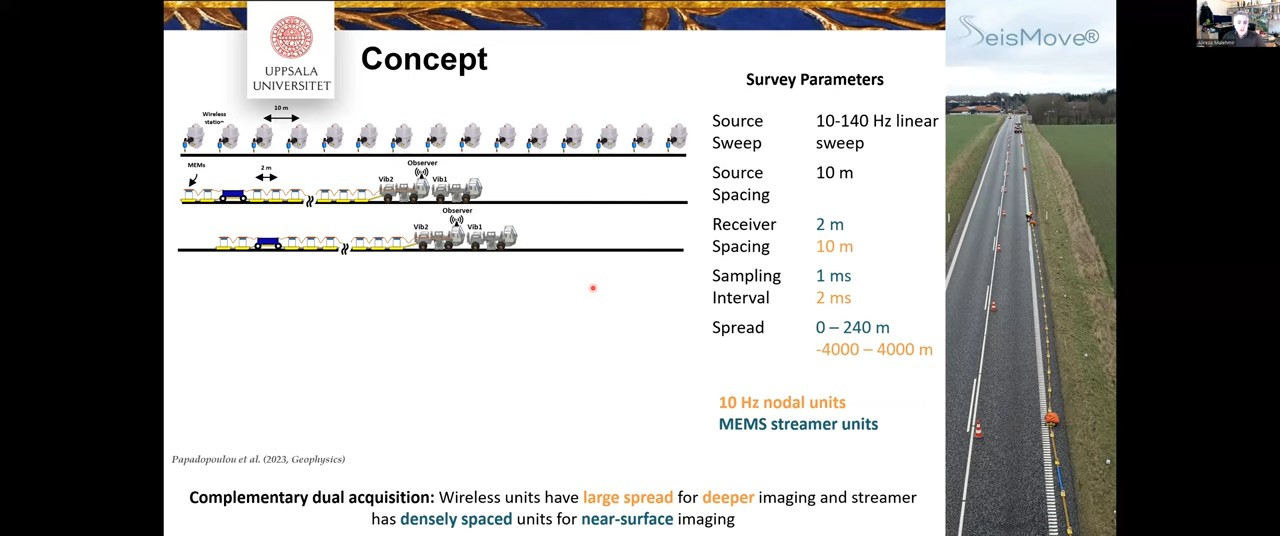 UPPSALA
UNIVERSITET
Concept
SeisMove®
Alireza Malehmir
Wireless
station
10 m
MEMs
2 m
Observer
Vib2
Vib1
Observer
Vib2
Vib1
Survey Parameters
Source Sweep
10-140 Hz linear sweep
Source Spacing
10 m
Receiver Spacing
2 m
10 m
Sampling Interval
1 ms
2 ms
Spread
0 – 240 m
-4000 – 4000 m
10 Hz nodal units
MEMS streamer units
Papadopoulou et al. (2023, Geophysics)
Complementary dual acquisition: Wireless units have large spread for deeper imaging and streamer
has densely spaced units for near-surface imaging